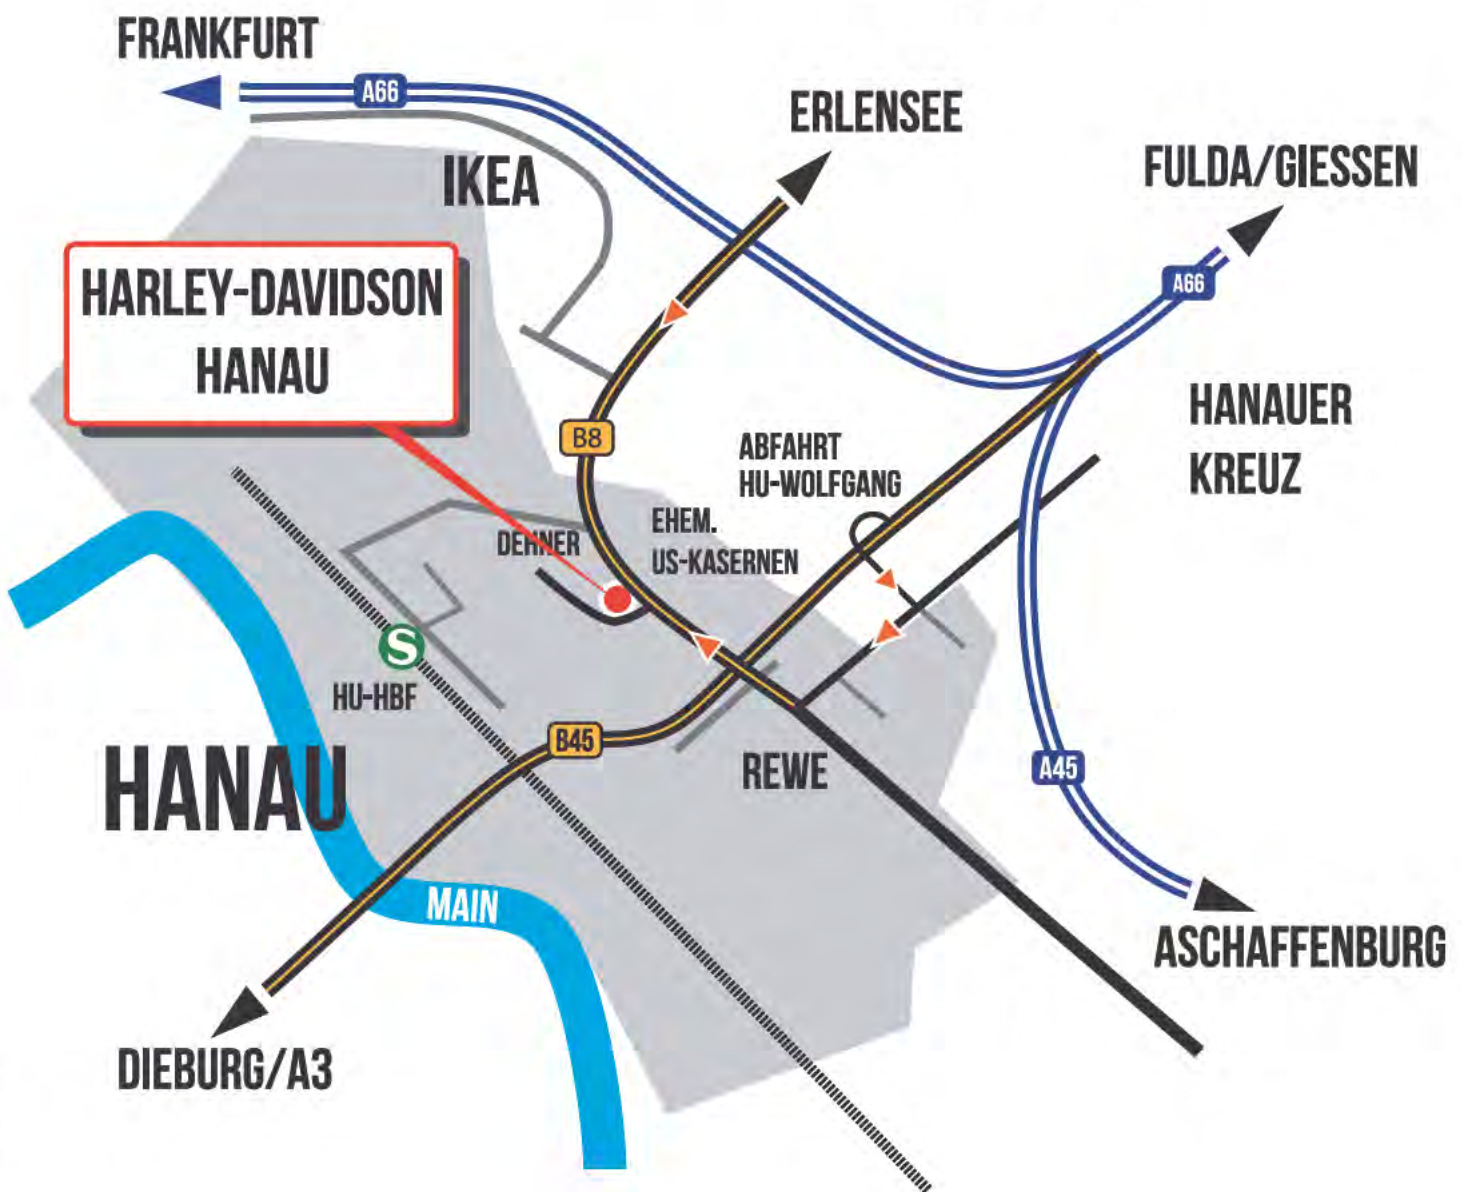 FRANKFURT
A66
ERLENSEE
FULDA/GIESSEN
IKEA
A66
HARLEY-DAVIDSON
HANAU
HANAUER
KREUZ
B8
ABFAHRT
HU-WOLFGANG
EHEM.
US-KASERNEN
DEHNER
S
HU-HBF
B45
HANAU
REWE
A45
MAIN
ASCHAFFENBURG
DIEBURG/A3